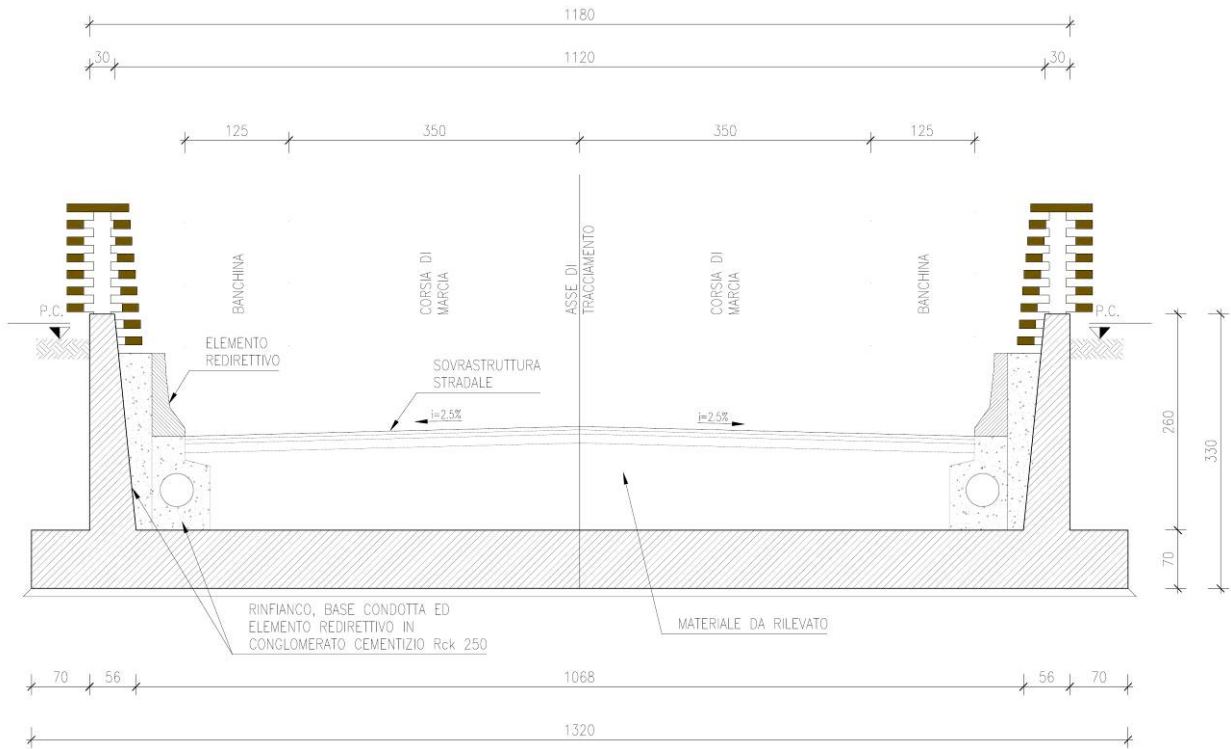 1180
30
1120
30
125
350
350
125
BANCHINA
CORSIA DI
MARCIA
ASSE DI
TRACCIAMENTO
CORSIA DI
MARCIA
BANCHINA
P.C.
P.C.
ELEMENTO
REDIRETTIVO
SOVRASTRUTTURA
STRADALE
i=2.5%
i=2.5%
260
330
70
RINFIANCO, BASE CONDOTTA ED
ELEMENTO REDIRETTIVO IN
CONGLOMERATO CEMENTIZIO Rck 250
MATERIALE DA RILEVATO
70
56
1068
56
70
1320